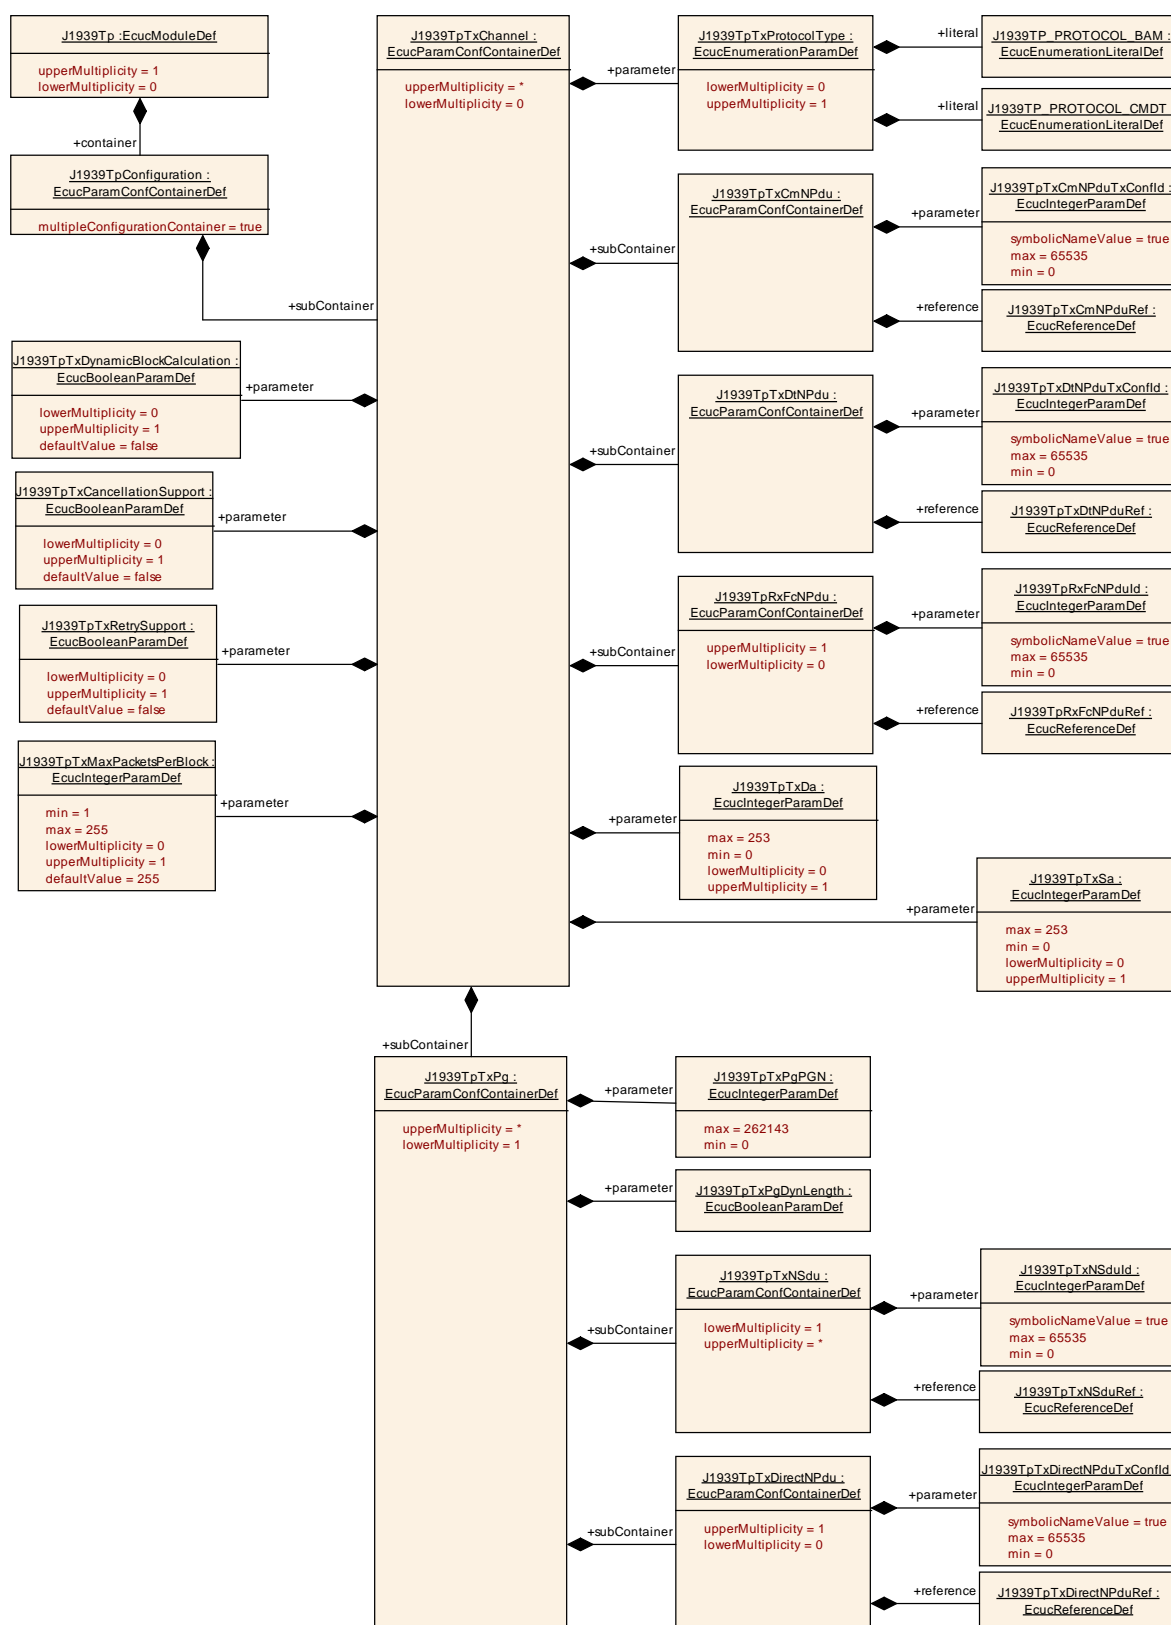 J1939Tp :EcucModuleDef
upperMultiplicity = 1
lowerMultiplicity = 0
+container
J1939TpConfiguration :
EcucParamConfContainerDef
multipleConfigurationContainer = true
+subContainer
J1939TpTxDynamicBlockCalculation :
EcucBooleanParamDef
lowerMultiplicity = 0
upperMultiplicity = 1
defaultValue = false
+parameter
J1939TpTxCancellationSupport :
EcucBooleanParamDef
lowerMultiplicity = 0
upperMultiplicity = 1
defaultValue = false
+parameter
J1939TpTxRetrySupport :
EcucBooleanParamDef
lowerMultiplicity = 0
upperMultiplicity = 1
defaultValue = false
+parameter
J1939TpTxMaxPacketsPerBlock :
EcucIntegerParamDef
min = 1
max = 255
lowerMultiplicity = 0
upperMultiplicity = 1
defaultValue = 255
+parameter
J1939TpTxChannel :
EcucParamConfContainerDef
upperMultiplicity = *
lowerMultiplicity = 0
+parameter
J1939TpTxProtocolType :
EcucEnumerationParamDef
lowerMultiplicity = 0
upperMultiplicity = 1
+literal
J1939TP_PROTOCOL_BAM :
EcucEnumerationLiteralDef
+literal
J1939TP_PROTOCOL_CMDT
EcucEnumerationLiteralDef
+subContainer
J1939TpTxCmNPdu :
EcucParamConfContainerDef
+parameter
J1939TpTxCmNPduTxConfId :
EcucIntegerParamDef
symbolicNameValue = true
max = 65535
min = 0
+reference
J1939TpTxCmNPduRef :
EcucReferenceDef
+subContainer
J1939TpTxDtNPdu :
EcucParamConfContainerDef
+parameter
J1939TpTxDtNPduTxConfId :
EcucIntegerParamDef
symbolicNameValue = true
max = 65535
min = 0
+reference
J1939TpTxDtNPduRef :
EcucReferenceDef
+subContainer
J1939TpRxFcNPdu :
EcucParamConfContainerDef
upperMultiplicity = 1
lowerMultiplicity = 0
+parameter
J1939TpRxFcNPduId :
EcucIntegerParamDef
symbolicNameValue = true
max = 65535
min = 0
+reference
J1939TpRxFcNPduRef :
EcucReferenceDef
+parameter
J1939TpTxDa :
EcucIntegerParamDef
max = 253
min = 0
lowerMultiplicity = 0
upperMultiplicity = 1
+parameter
J1939TpTxSa :
EcucIntegerParamDef
max = 253
min = 0
lowerMultiplicity = 0
upperMultiplicity = 1
+subContainer
J1939TpTxPg :
EcucParamConfContainerDef
upperMultiplicity = *
lowerMultiplicity = 1
+parameter
J1939TpTxPgPGN :
EcucIntegerParamDef
max = 262143
min = 0
+parameter
J1939TpTxPgDynLength :
EcucBooleanParamDef
+subContainer
J1939TpTxNSdu :
EcucParamConfContainerDef
lowerMultiplicity = 1
upperMultiplicity = *
+parameter
J1939TpTxNSduId :
EcucIntegerParamDef
symbolicNameValue = true
max = 65535
min = 0
+reference
J1939TpTxNSduRef :
EcucReferenceDef
+subContainer
J1939TpTxDirectNPdu :
EcucParamConfContainerDef
upperMultiplicity = 1
lowerMultiplicity = 0
+parameter
J1939TpTxDirectNPduTxConfId
EcucIntegerParamDef
symbolicNameValue = true
max = 65535
min = 0
+reference
J1939TpTxDirectNPduRef :
EcucReferenceDef